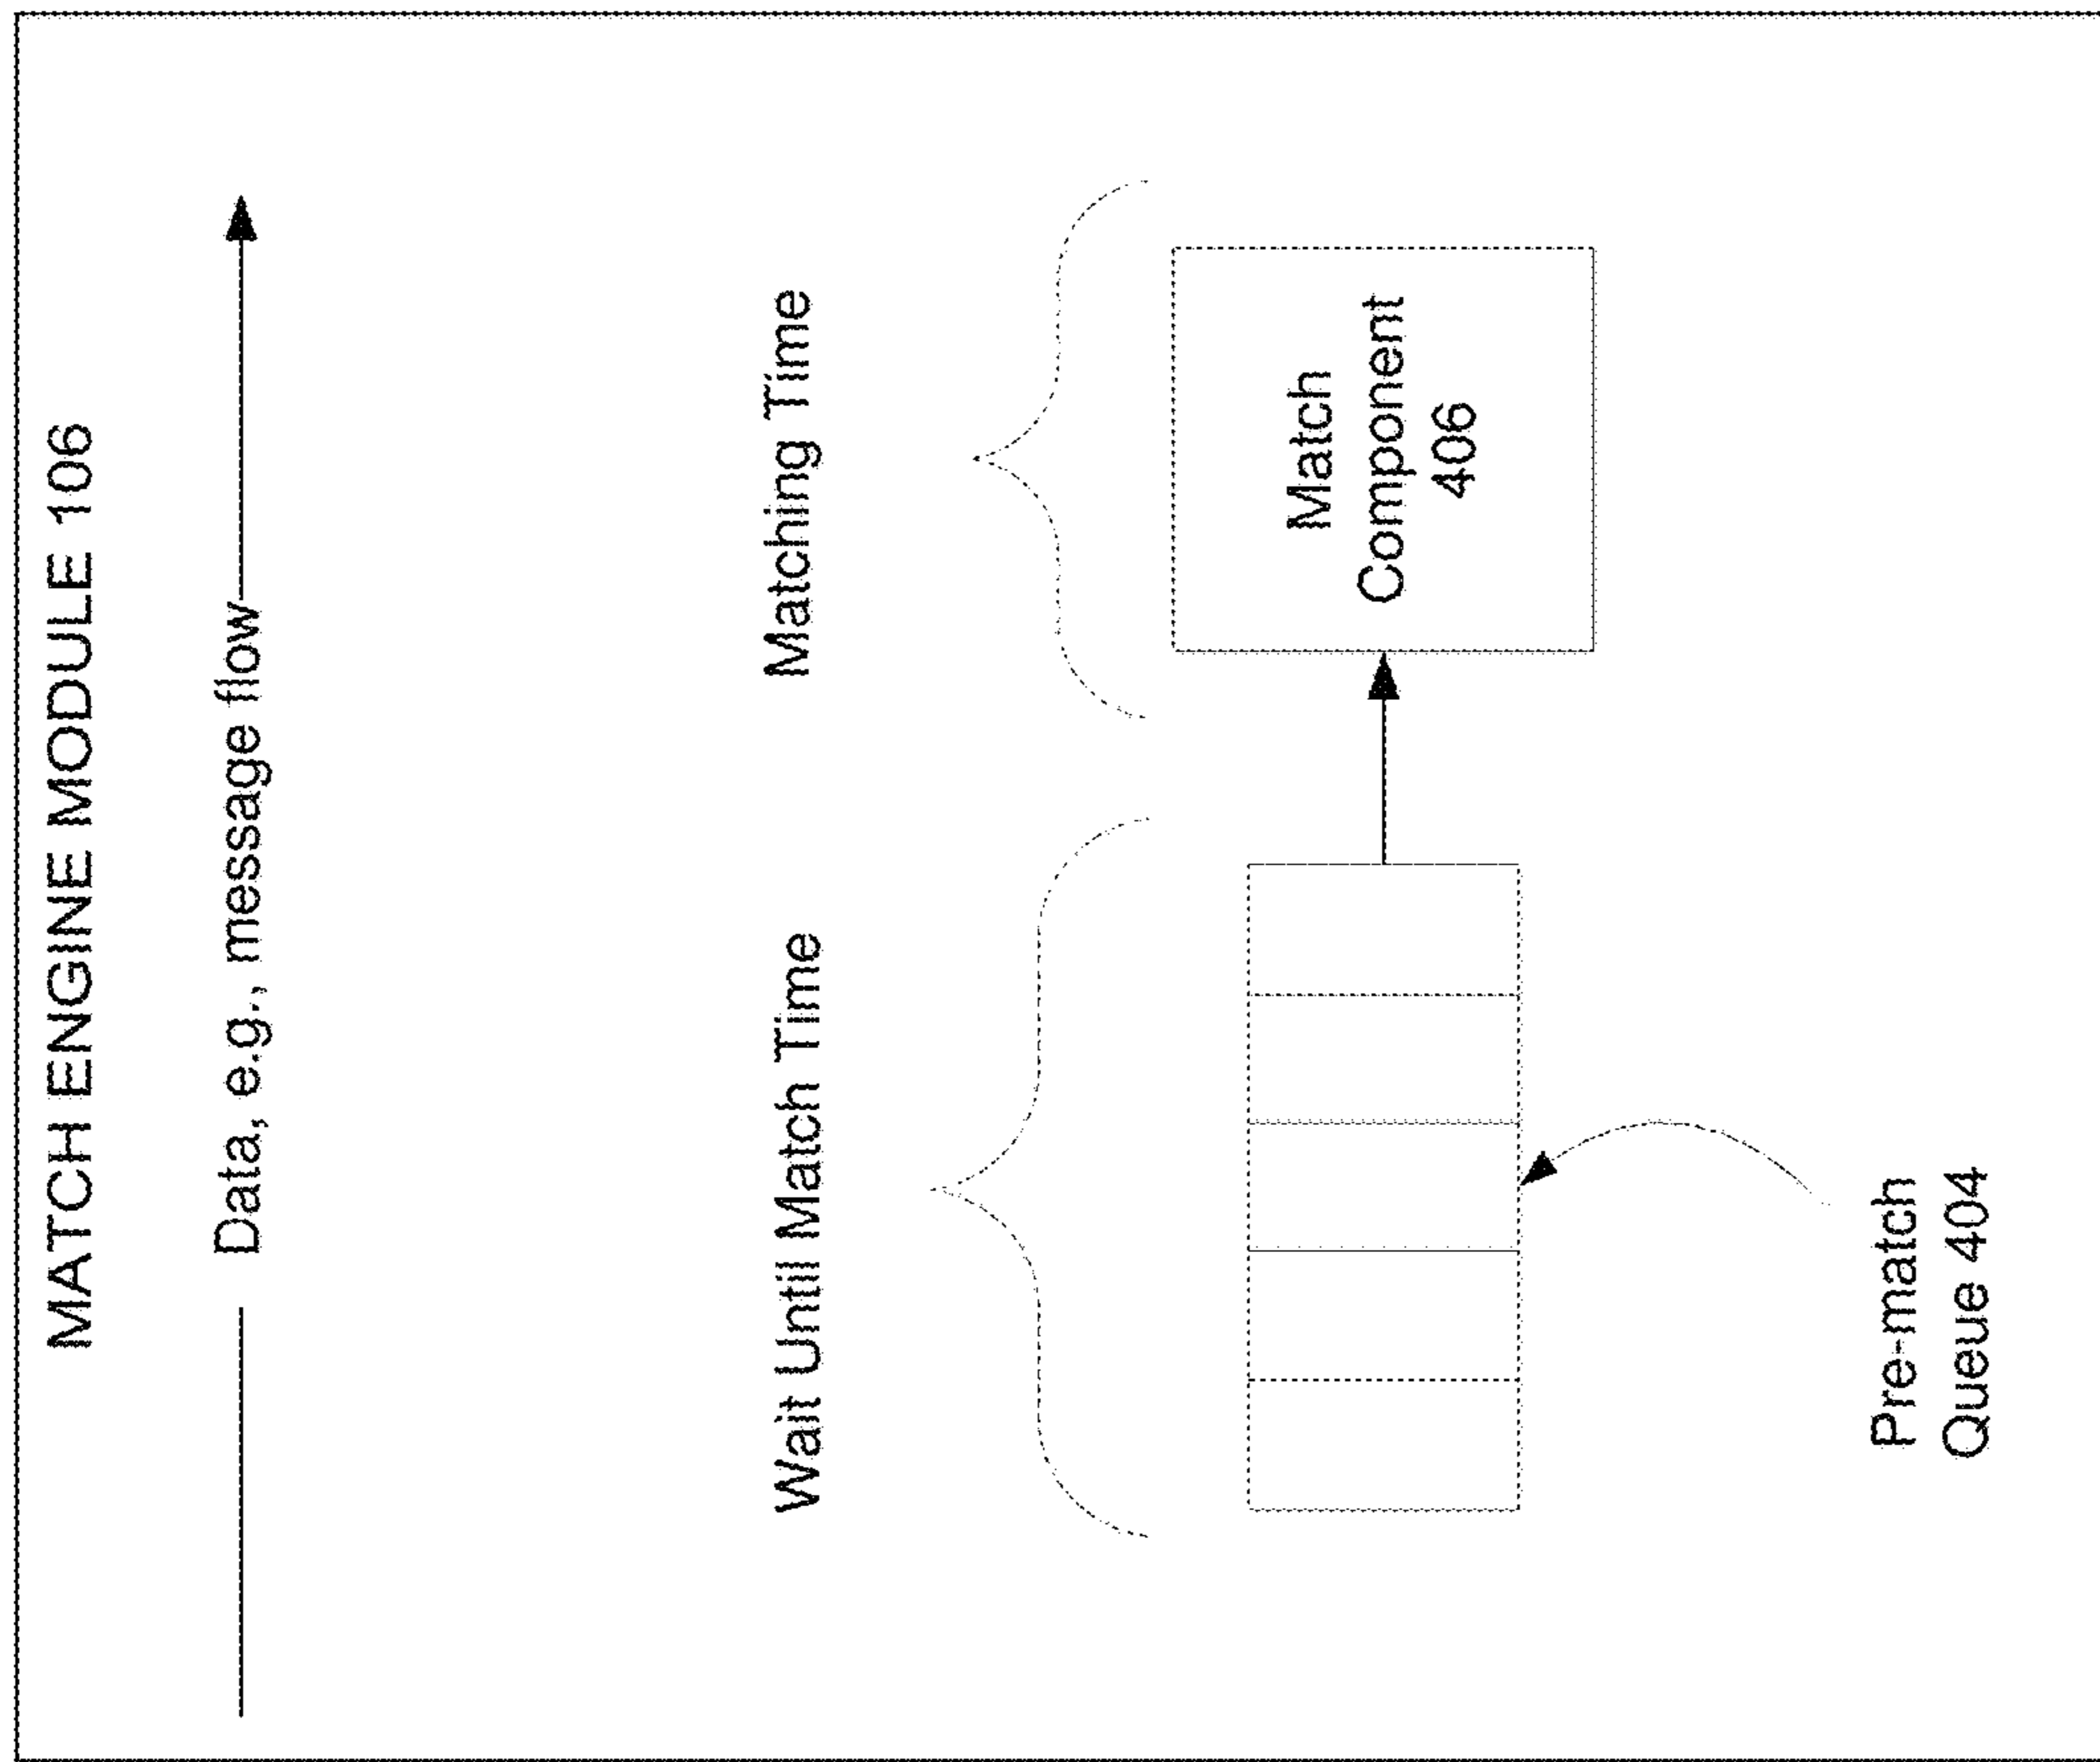 MATCH ENGINE MODULE 106
Data, e.g., message flow
Wait Until Match Time
Matching Time
Match
Component
406
Pre-match
Queue 404